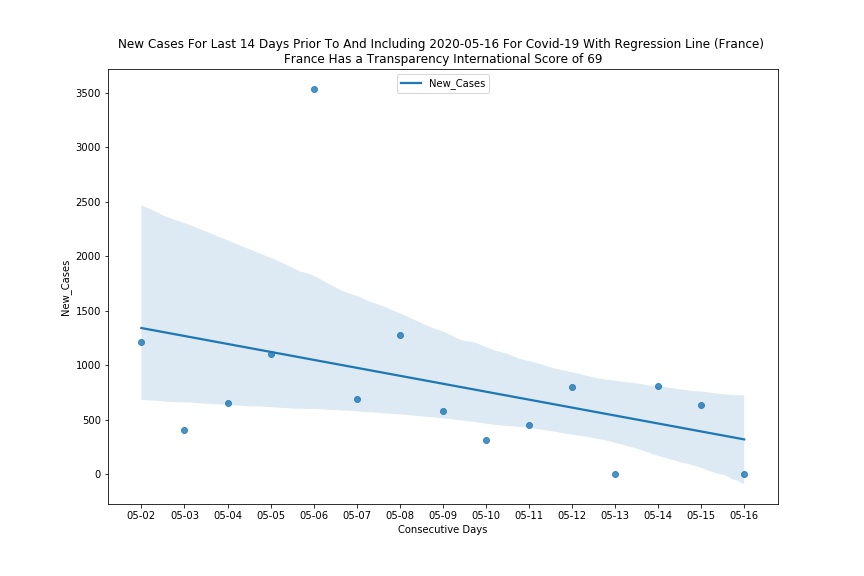 New Cases For Last 14 Days Prior To And Including 2020-05-16 For Covid-19 With Regression Line (France)
France Has a Transparency International Score of 69
New_Cases
3500
3000
2500
2000
1500
1000
500
0
New_Cases
05-02 05-03 05-04 05-05 05-06 05-07 05-08 05-09 05-10 05-11 05-12 05-13 05-14 05-15 05-16
Consecutive Days